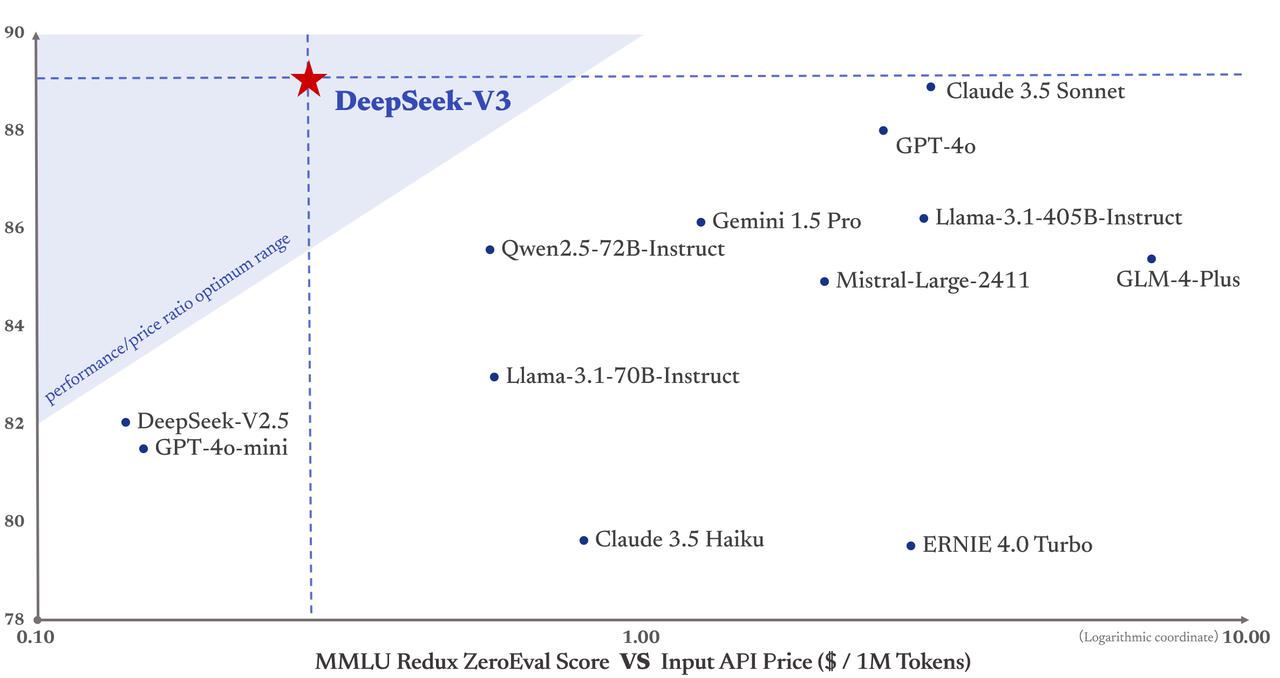 90
Claude 3.5 Sonnet
DeepSeek-V3
88
GPT-4o
86
Gemini 1.5 Pro
Llama-3.1-405B-Instruct
Qwen2.5-72B-Instruct
performance/price ratio optimum range
Mistral-Large-2411
GLM-4-Plus
84
Llama-3.1-70B-Instruct
82
DeepSeek-V2.5
GPT-4o-mini
80
Claude 3.5 Haiku
ERNIE 4.0 Turbo
78
0.10
1.00
(Logarithmic coordinate) 10.00
MMLU Redux ZeroEval Score VS Input API Price ($ / 1M Tokens)